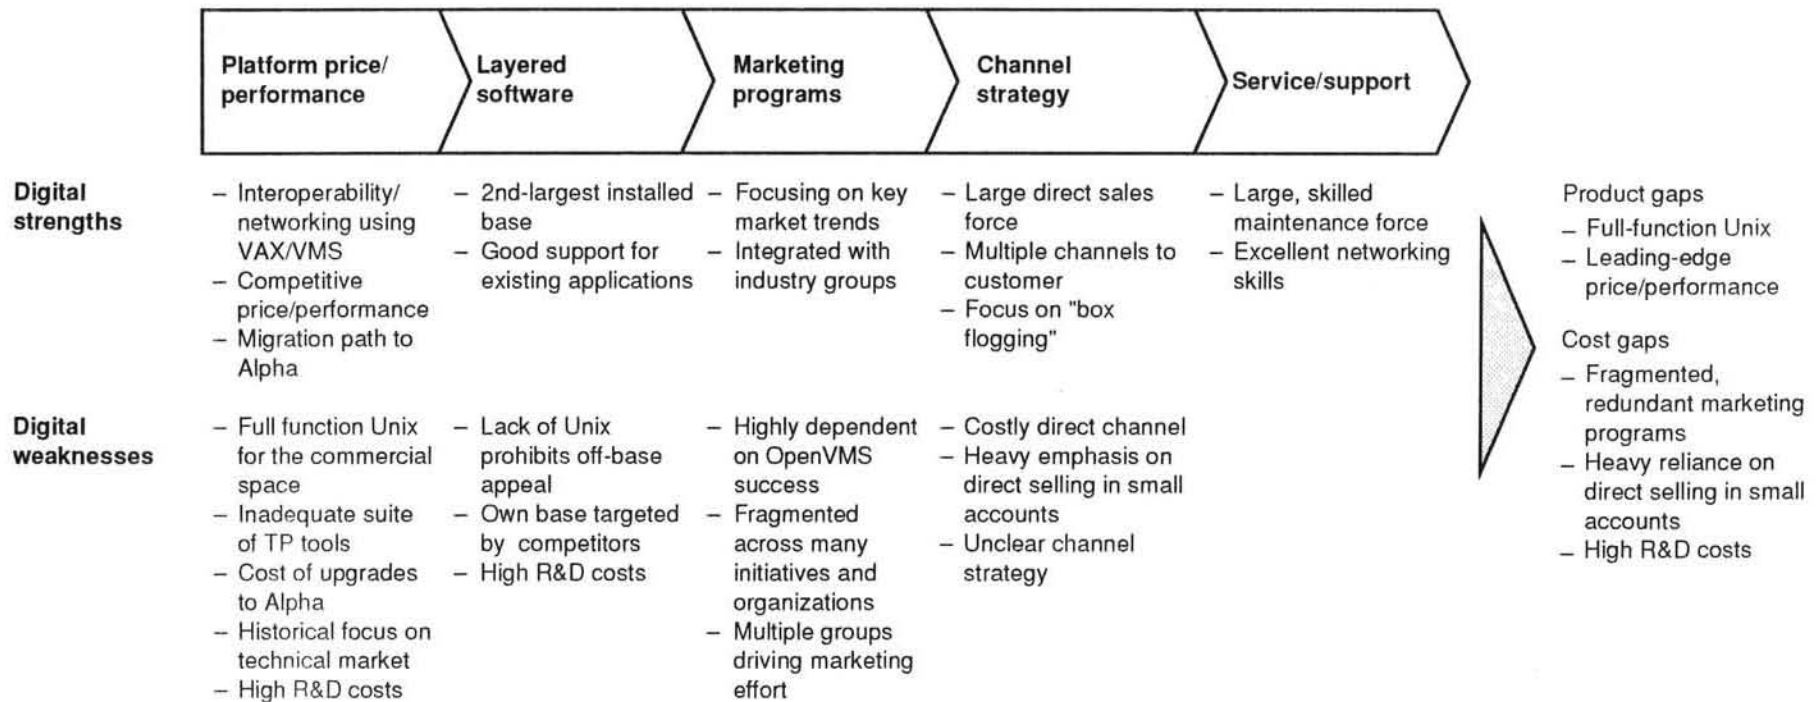 Platform price/
performance
Layered
software
Marketing
programs
Channel
strategy
Service/support
Digital
strengths
– Interoperability/
networking using
VAX/VMS
– Competitive
price/performance
– Migration path to
Alpha
– 2nd-largest installed
base
– Good support for
existing applications
– Focusing on key
market trends
– Integrated with
industry groups
– Large direct sales
force
– Multiple channels to
customer
– Focus on "box
flogging"
– Large, skilled
maintenance force
– Excellent networking
skills
Digital
weaknesses
– Full function Unix
for the commercial
space
– Inadequate suite
of TP tools
– Cost of upgrades
to Alpha
– Historical focus on
technical market
– High R&D costs
– Lack of Unix
prohibits off-base
appeal
– Own base targeted
by competitors
– High R&D costs
– Highly dependent
on OpenVMS
success
– Fragmented
across many
initiatives and
organizations
– Multiple groups
driving marketing
effort
– Costly direct channel
– Heavy emphasis on
direct selling in small
accounts
– Unclear channel
strategy
Product gaps
– Full-function Unix
– Leading-edge
price/performance
Cost gaps
– Fragmented,
redundant marketing
programs
– Heavy reliance on
direct selling in small
accounts
– High R&D costs